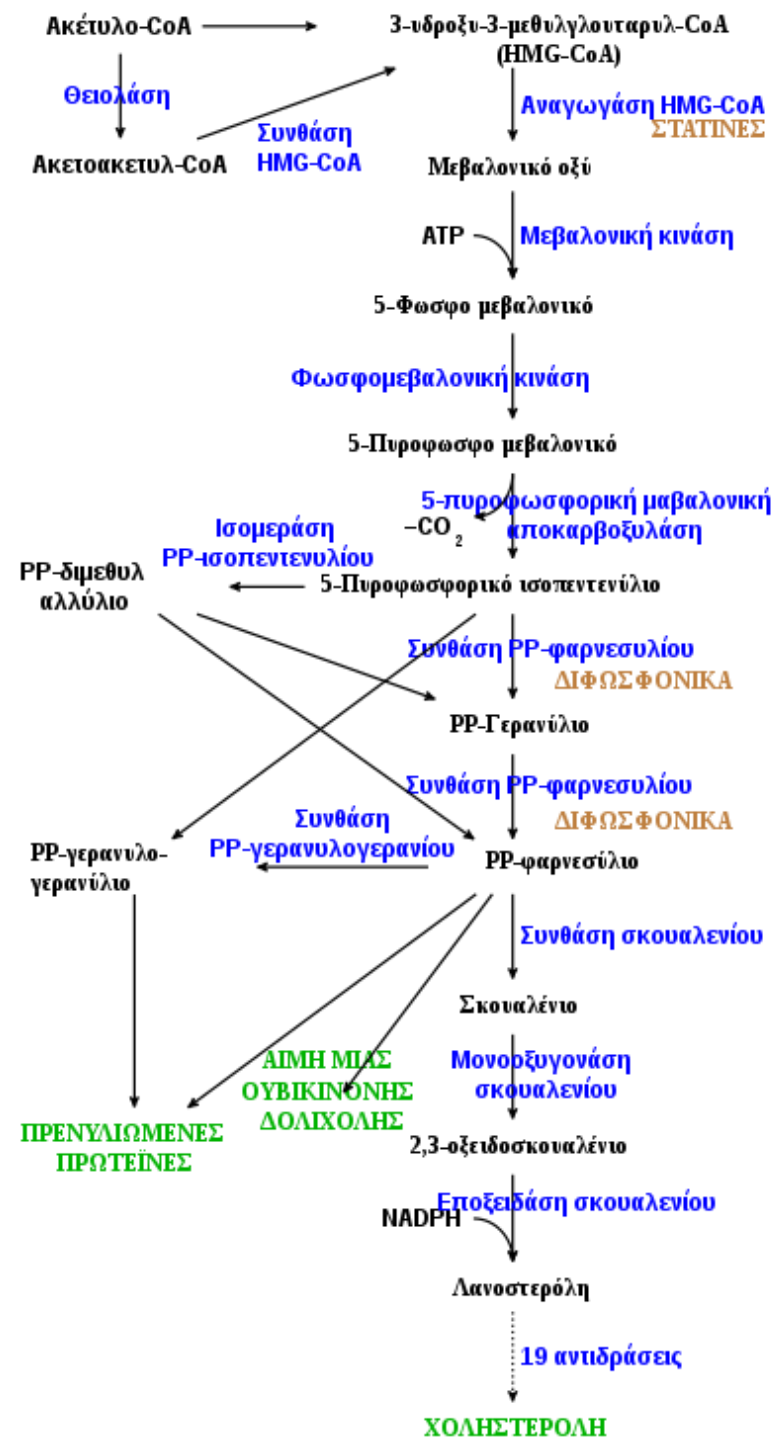 Ακέτυλο-CoA
3-υδροξυ-3-μεθυλγλουταρυλ-CoA
(HMG-CoA)
Θειολάση
Αναγωγάση HMG-CoA
ΣΤΑΤΙΝΕΣ
Συνθάση
HMG-CoA
Ακετοακετυλ-CoA
Μεβαλονικό οξύ
ATP
Μεβαλονική κινάση
5-Φωσφο μεβαλονικό
Φωσφομεβαλονική κινάση
5-Πυροφωσφο μεβαλονικό
5-πυροφωσφορική μαβαλονική
αποκαρβοξυλάση
–CO2
Ισομεράση
PP-ισοπεντενυλίου
PP-διμεθυλ
αλλύλιο
5-Πυροφωσφορικό ισοπεντενύλιο
Συνθάση PP-φαρνεσυλίου
ΔΙΦΩΣΦΟΝΙΚΑ
PP-Γερανύλιο
Συνθάση PP-φαρνεσυλίου
ΔΙΦΩΣΦΟΝΙΚΑ
Συνθάση
PP-γερανυλογερανίου
PP-γερανυλο-
γερανύλιο
PP-φαρνεσύλιο
Συνθάση σκουαλενίου
Σκουαλένιο
Μονοοξυγονάση
σκουαλενίου
ΑΙΜΗ ΜΙΑΣ
ΟΥΒΙΚΙΝΟΝΗΣ
ΔΟΛΙΧΟΛΗΣ
ΠΡΕΝΥΛΙΩΜΕΝΕΣ
ΠΡΩΤΕΪΝΕΣ
2,3-οξειδοσκουαλένιο
Εποξειδάση σκουαλενίου
NADPH
Λανοστερόλη
19 αντιδράσεις
ΧΟΛΗΣΤΕΡΟΛΗ